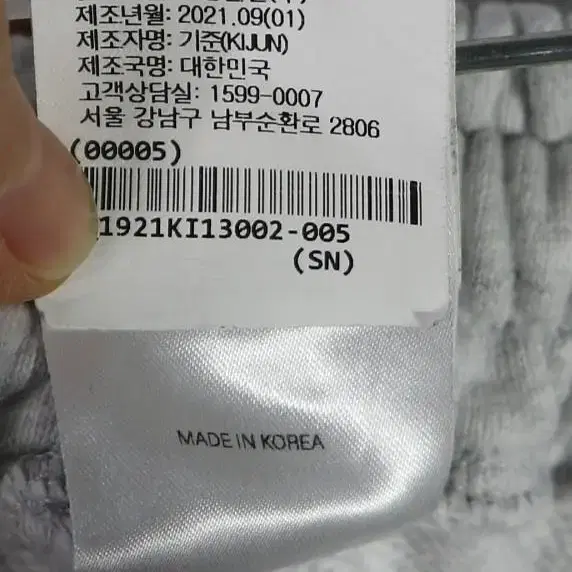 제조년월: 2021.09(01)
제조자명: 기준(KIJUN)
제조국명: 대한민국
고객상담실: 1599-0007
서울 강남구 남부순환로 2806
(00005)
1921KI13002-005
(SN)
MADE IN KOREA